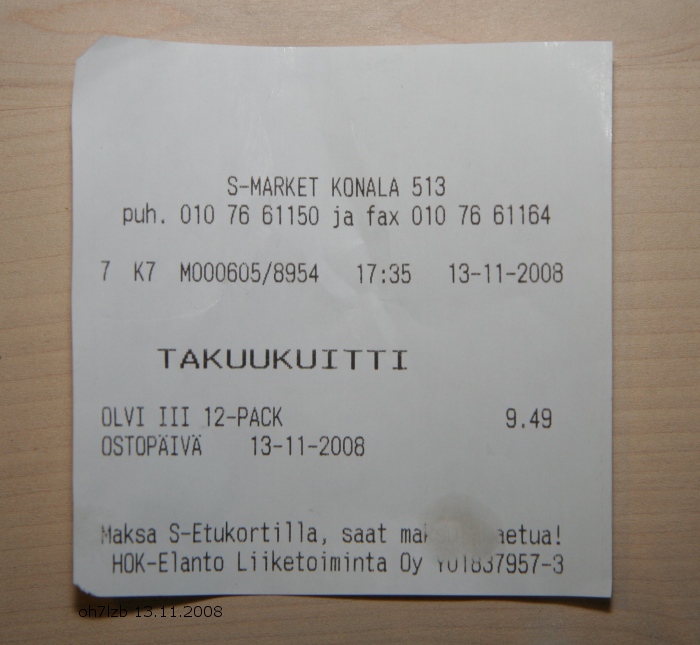 S-MARKET KONALA 513
puh. 010 76 61150 ja fax 010 76 61164
7 K7 M000605/8954 17:35 13-11-2008
TAKUUKUITTI
OLVI III 12-PACK 9.49
OSTOPÄIVÄ 13-11-2008
Maksa S-Etukortilla, saat
HOK-Elanto Liiketoiminta Oy Y01837957-3
oh7lzb 13.11.2008